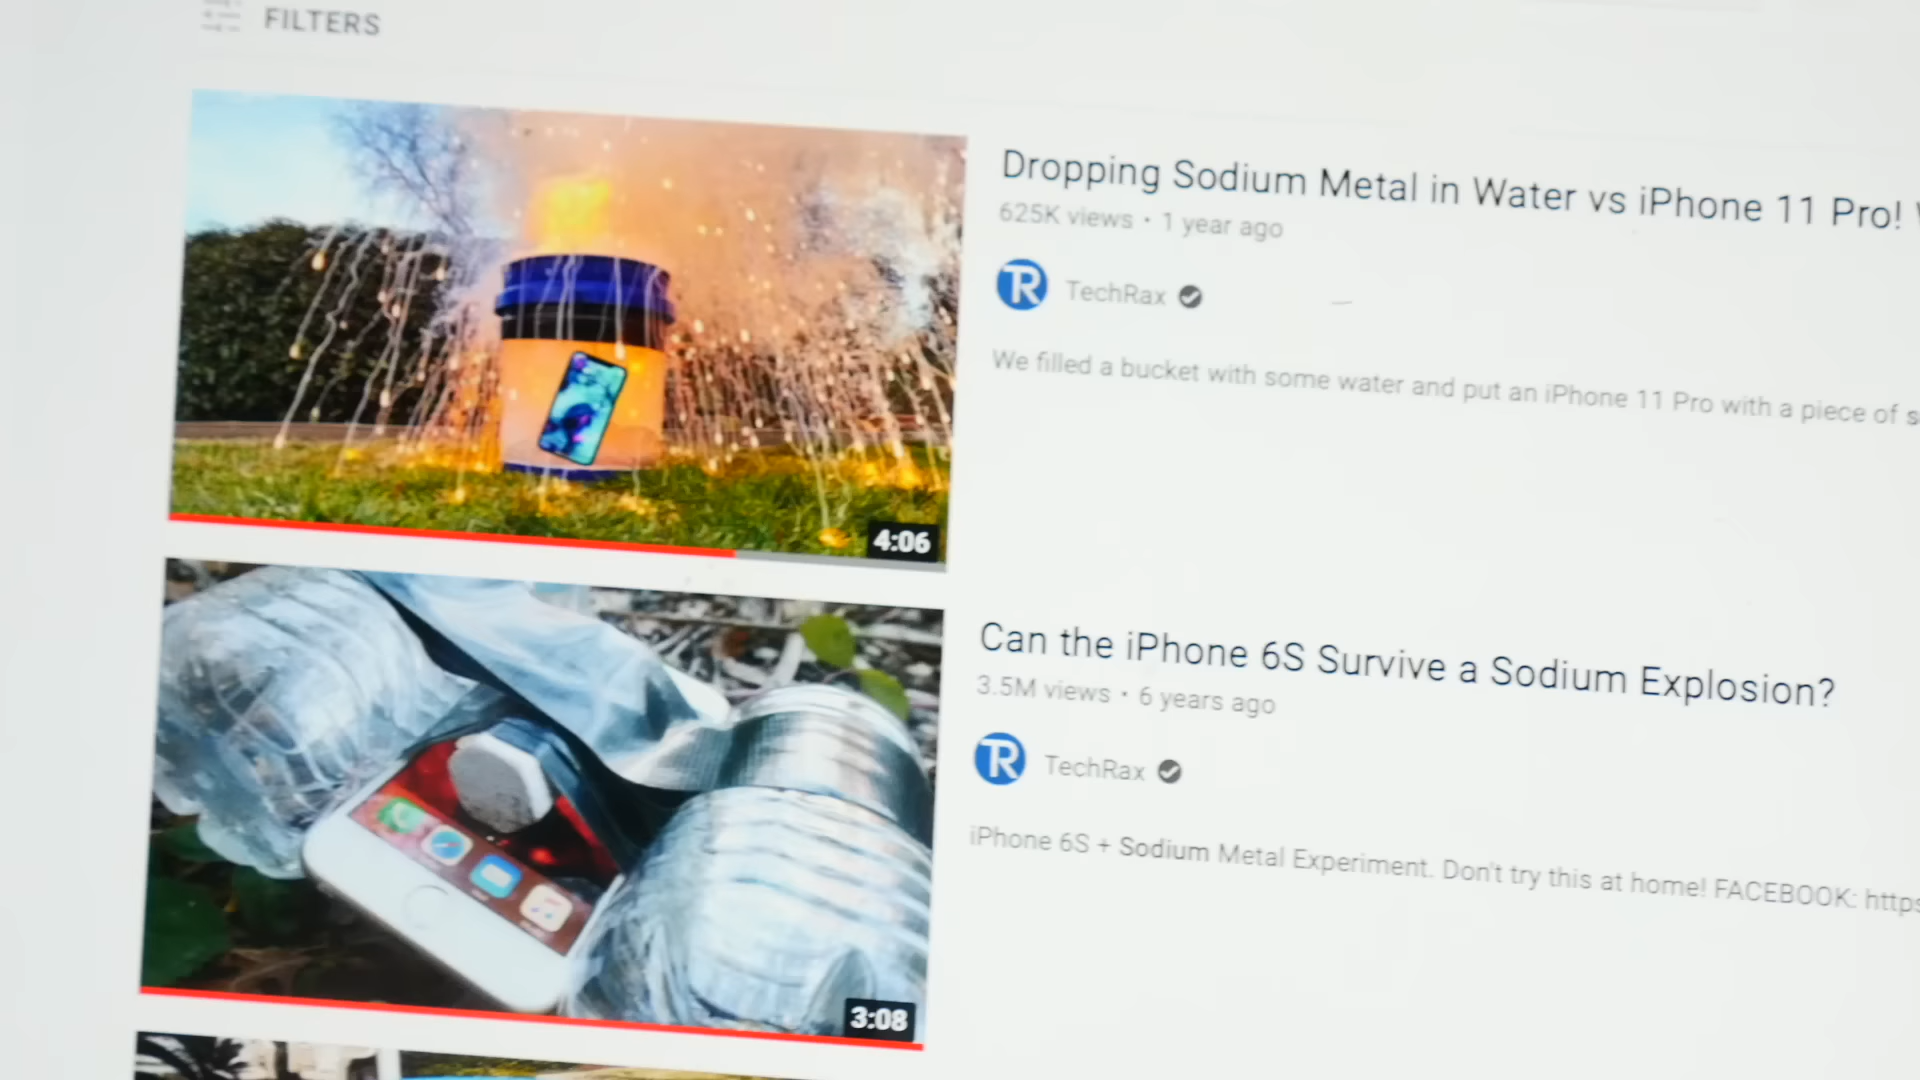 FILTERS
Dropping Sodium Metal in Water vs iPhone 11 Pro!
625K views • 1 year ago
TechRax
We filled a bucket with some water and put an iPhone 11 Pro with a piece of
4:06
Can the iPhone 6S Survive a Sodium Explosion?
3.5M views • 6 years ago
TechRax
iPhone 6S + Sodium Metal Experiment. Don't try this at home! FACEBOOK: https
3:08